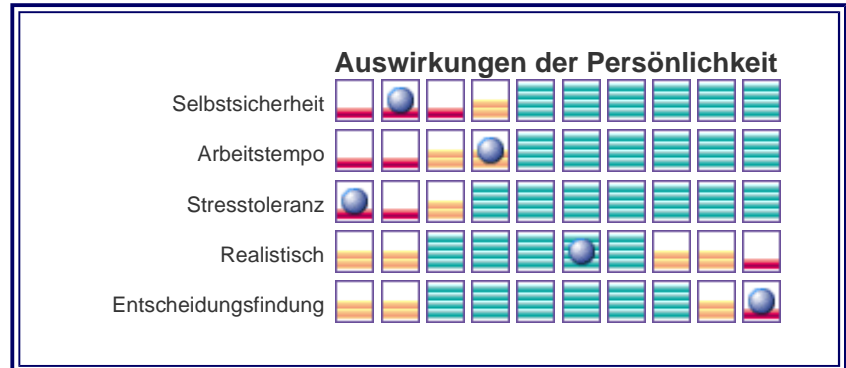 Auswirkungen der Persönlichkeit
Selbstsicherheit
Arbeitstempo
Stresstoleranz
Realistisch
Entscheidungsfindung